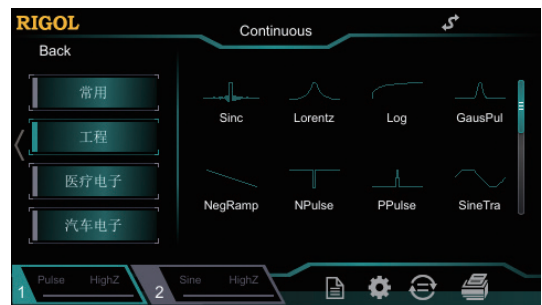 RIGOL
Continuous
Back
常用
工程
医疗电子
汽车电子
Sinc
Lorentz
Log
GausPul
NegRamp
NPulse
PPulse
SineTra
1
Pulse
HighZ
2
Sine
HighZ